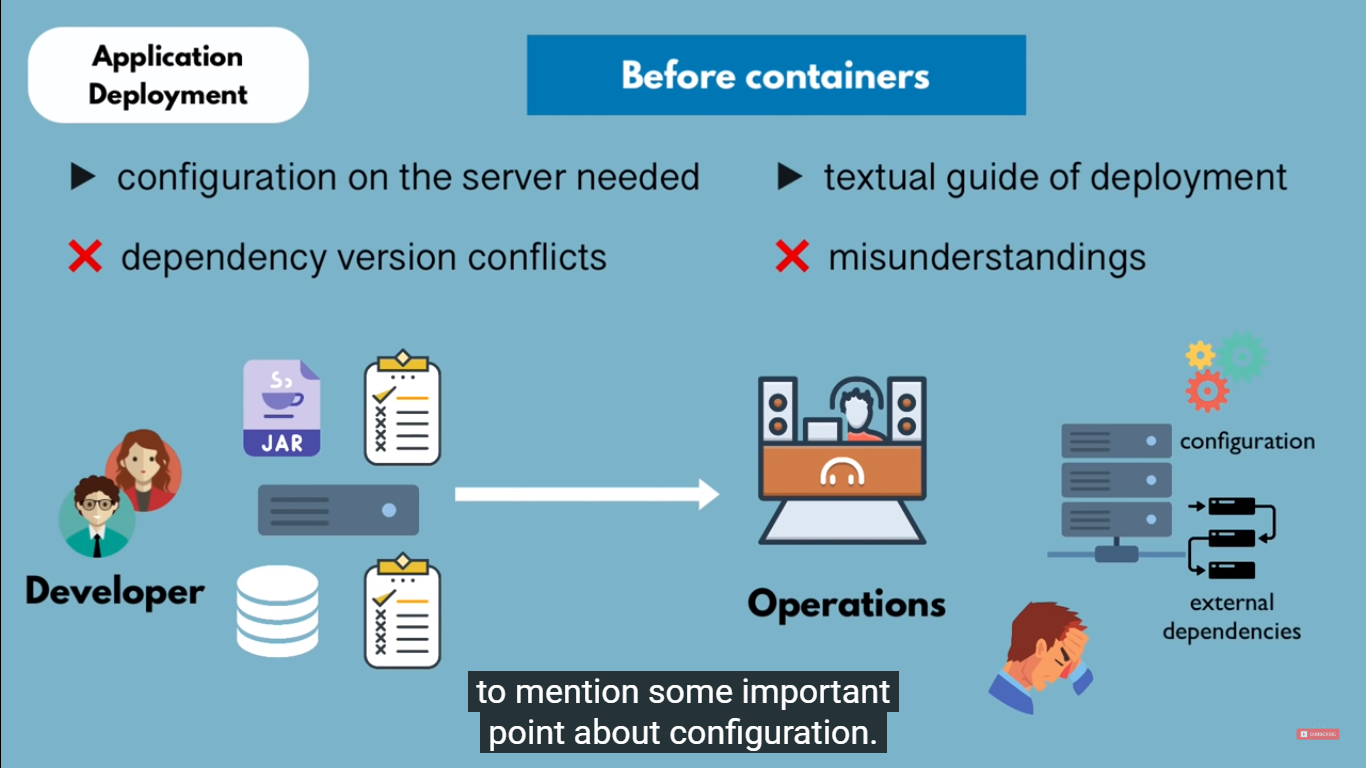 Application
Deployment
Before containers
configuration on the server needed
textual guide of deployment
dependency version conflicts
misunderstandings
JAR
configuration
Developer
Operations
external
dependencies
to mention some important
point about configuration.
SUBSCRIBE